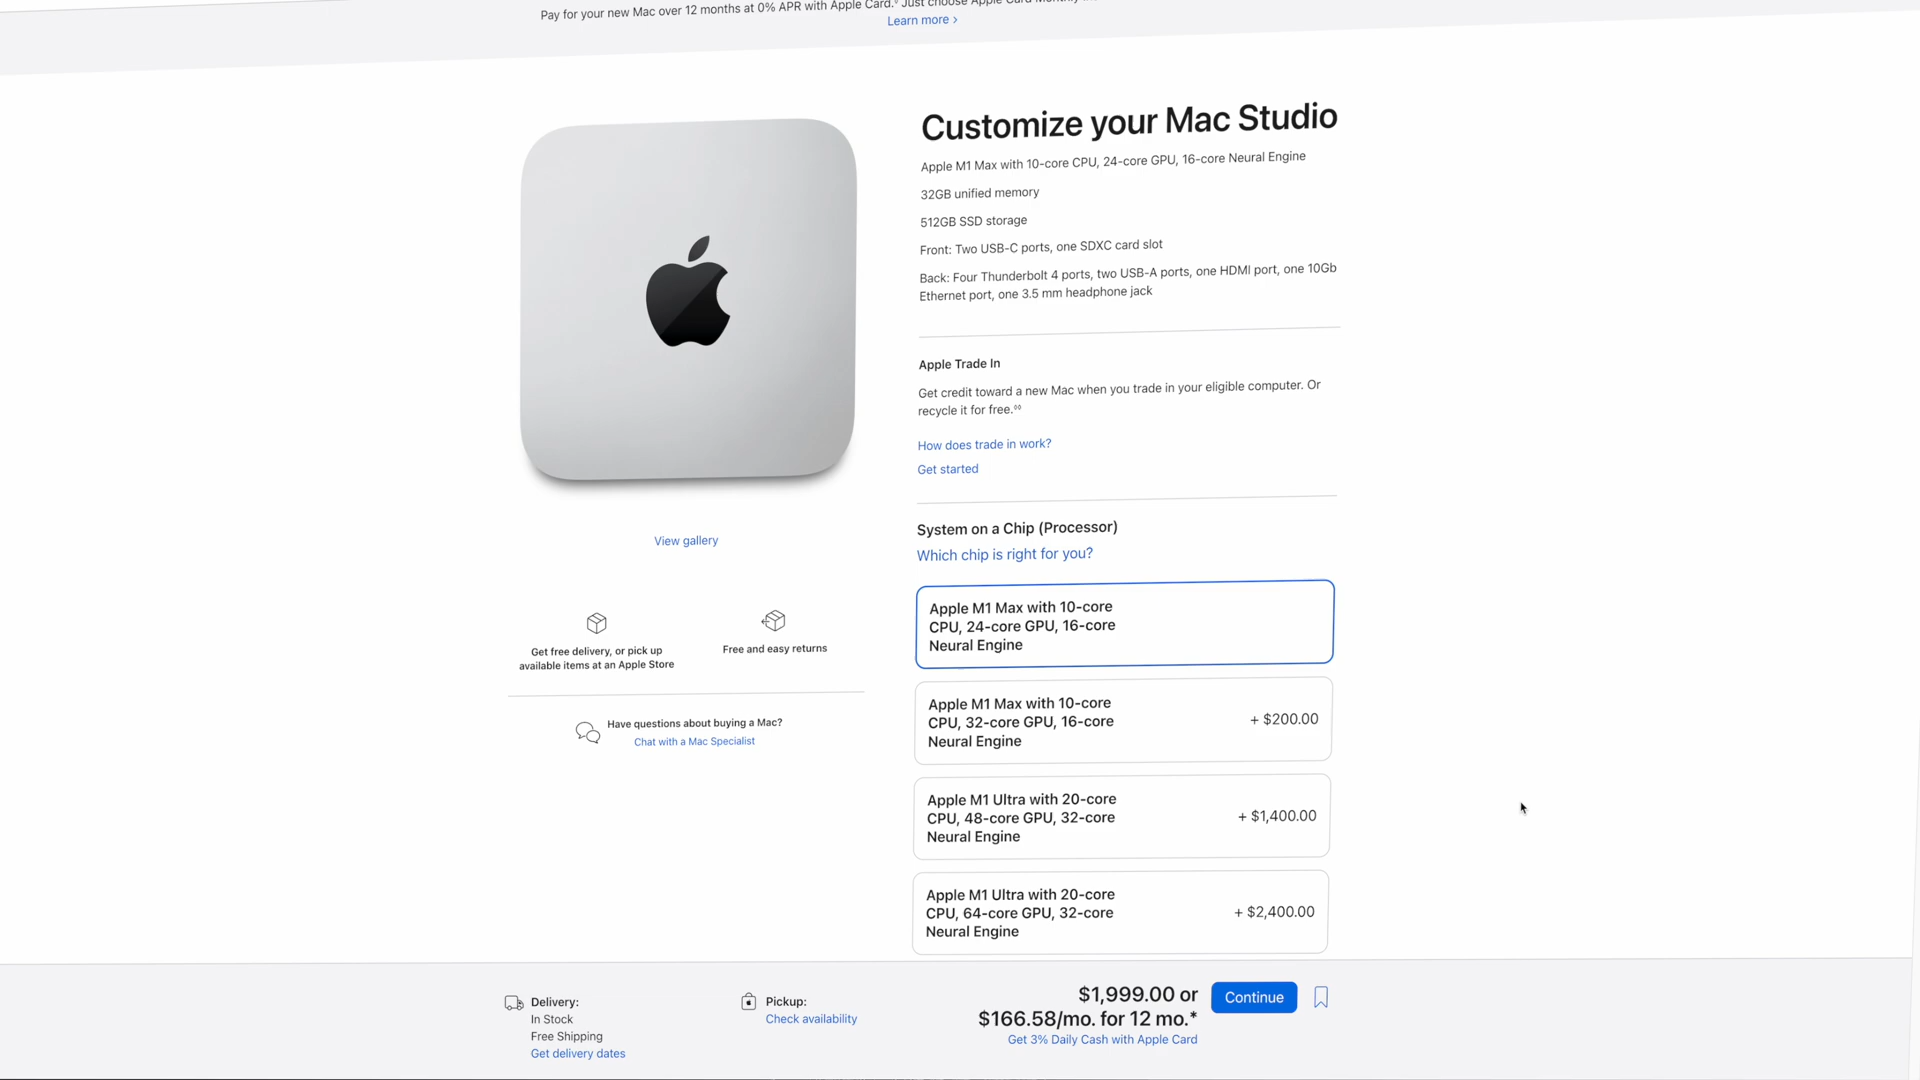 Pay for your new Mac over 12 months at 0% APR with Apple Card.◊ Just choose Apple Card
Learn more >
Customize your Mac Studio
Apple M1 Max with 10-core CPU, 24-core GPU, 16-core Neural Engine
32GB unified memory
512GB SSD storage
Front: Two USB-C ports, one SDXC card slot
Back: Four Thunderbolt 4 ports, two USB-A ports, one HDMI port, one 10Gb
Ethernet port, one 3.5 mm headphone jack
Apple Trade In
Get credit toward a new Mac when you trade in your eligible computer. Or
recycle it for free.◊◊
How does trade in work?
Get started
View gallery
Get free delivery, or pick up
available items at an Apple Store
Free and easy returns
Have questions about buying a Mac?
Chat with a Mac Specialist
System on a Chip (Processor)
Which chip is right for you?
Apple M1 Max with 10-core
CPU, 24-core GPU, 16-core
Neural Engine
Apple M1 Max with 10-core
CPU, 32-core GPU, 16-core
Neural Engine
+ $200.00
Apple M1 Ultra with 20-core
CPU, 48-core GPU, 32-core
Neural Engine
+ $1,400.00
Apple M1 Ultra with 20-core
CPU, 64-core GPU, 32-core
Neural Engine
+ $2,400.00
Delivery:
In Stock
Free Shipping
Get delivery dates
Pickup:
Check availability
$1,999.00 or
$166.58/mo. for 12 mo.*
Get 3% Daily Cash with Apple Card
Continue